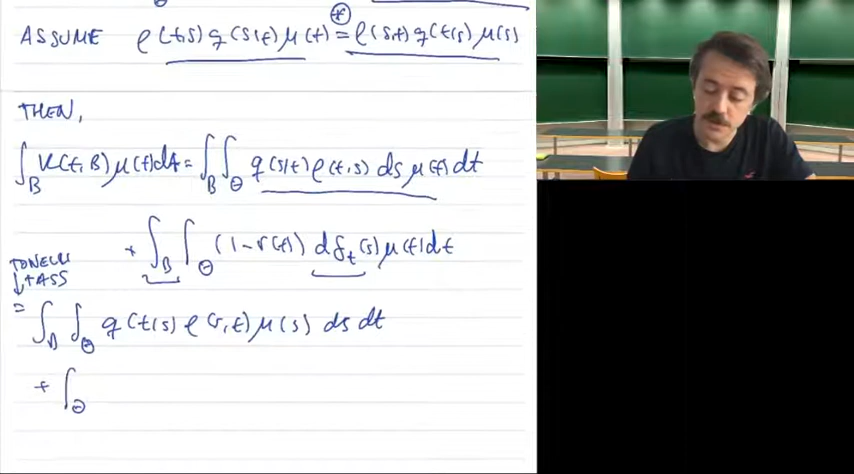 ASSUME ρ(t,s) q(s|t) μ(t) =^⊛ ρ(s,t) q(t|s) μ(s)
THEN,
∫_B K(t,B) μ(t)dt = ∫_B ∫_Θ q(s|t) ρ(t,s) ds μ(t) dt
+ ∫_B ∫_Θ (1-r(t)) dδ_t(s) μ(t) dt
TONELLI
↓ + ASS
= ∫_B ∫_Θ q(t|s) ρ(s,t) μ(s) ds dt
+ ∫_Θ